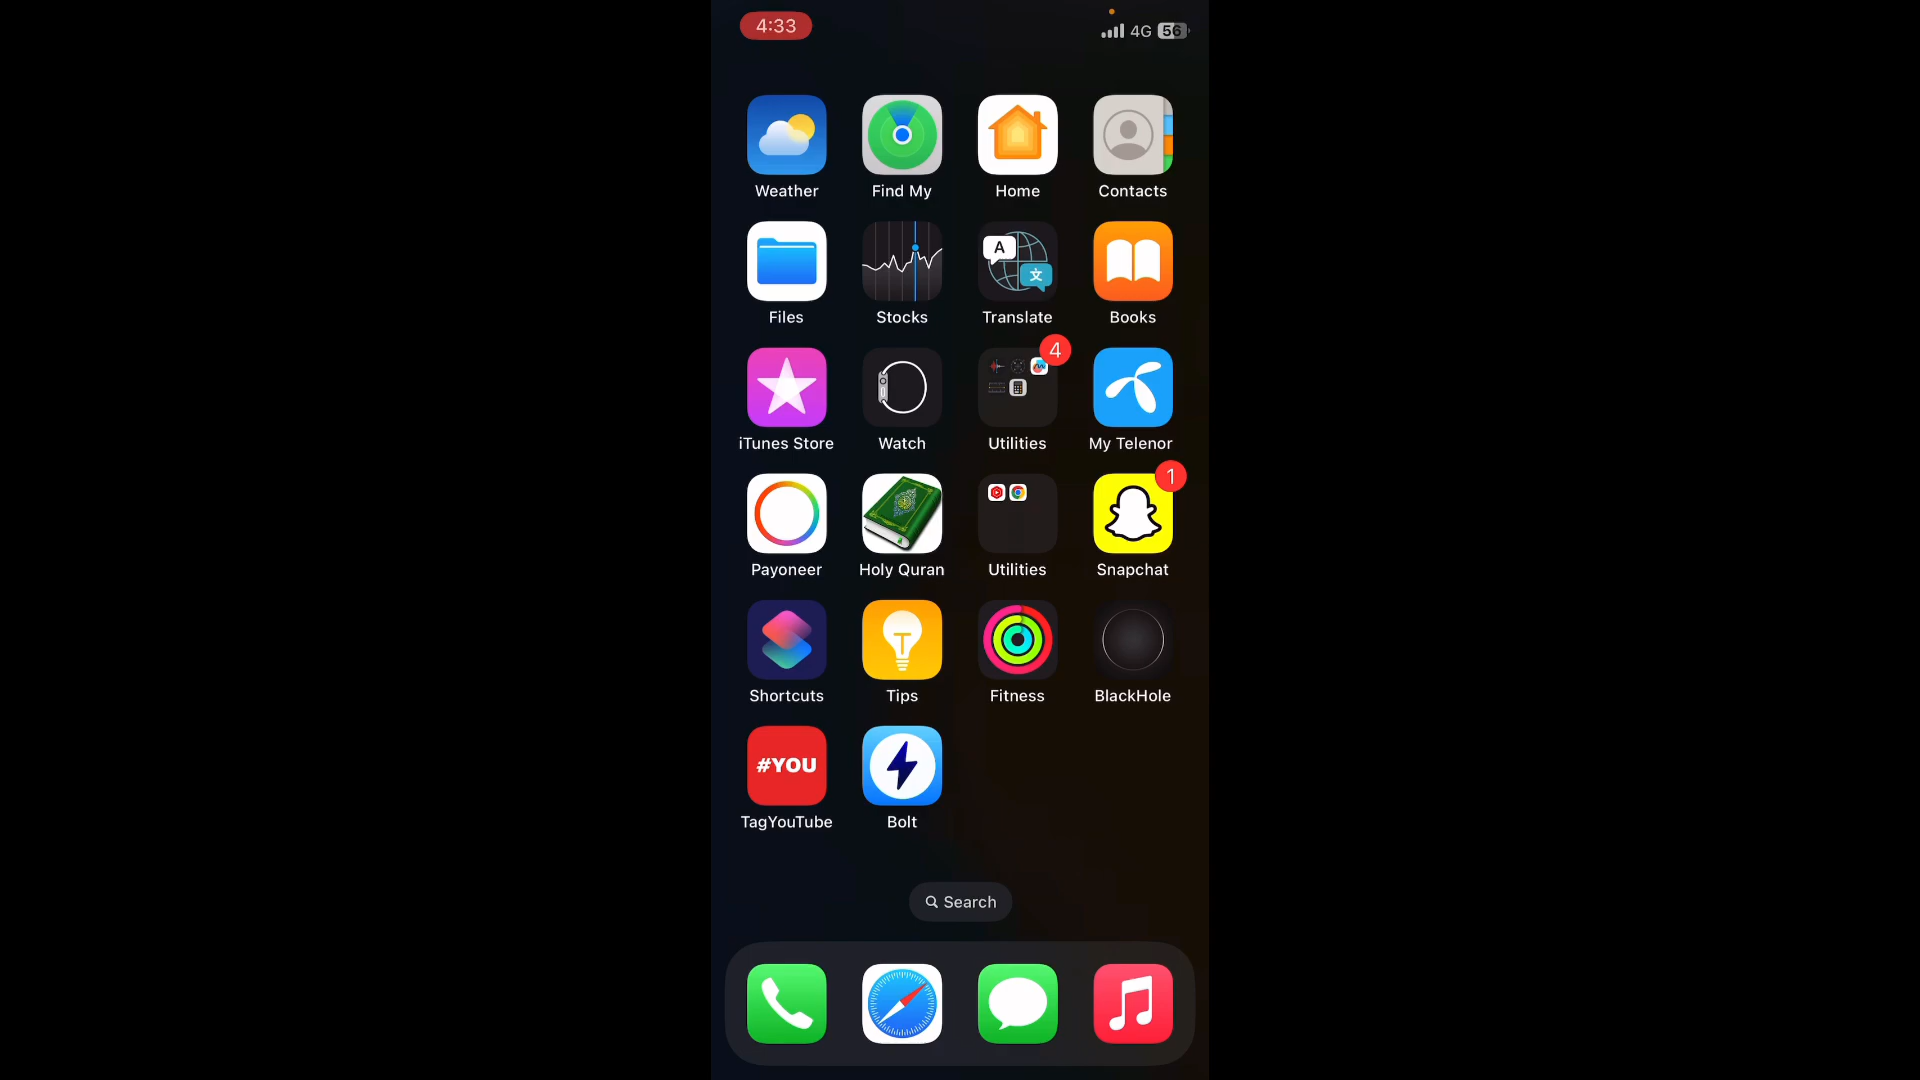 4:33
4G 56
Weather Find My Home Contacts
A
文
Files Stocks Translate Books
4
iTunes Store Watch Utilities My Telenor
1
Payoneer Holy Quran Utilities Snapchat
Shortcuts Tips Fitness BlackHole
#YOU
TagYouTube Bolt
Search